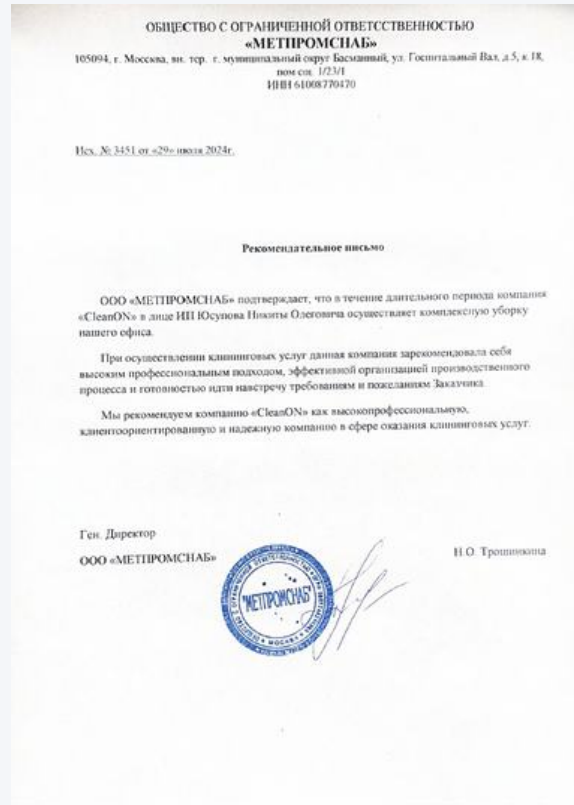 ОБЩЕСТВО С ОГРАНИЧЕННОЙ ОТВЕТССТВЕННОСТЬЮ
«МЕТПРОМСНАБ»
105094, г. Мосsква, вн. тер. г. муниципальный округ Басманный, ул. Госпитальный Вал, д.5, к.18,
пом 1/23/1
ИНН 61008770470
Исх. № 3451 от «29» июля 2024г.
Рекомендательное письмо
ООО «МЕТПРОМСНАБ» подтверждает, что в течение длительного периода компания
«CleanON» в лице ИП Юсупова Никиты Олеговича осуществляет комплексную уборку
нашего офиса.
При осуществлении клининговых услуг данная компания зарекомендовала себя
высоким профессиональным подходом, эффективной организацией производственного
процесса и готовностью идти навстречу требованиям и пожеланиям Заказчика.
Мы рекомендуем компанию «CleanON» как высокопрофессиональную,
клиентоориентированную и надежную компанию в сфере оказания клининговых услуг.
Ген. Директор
ООО «МЕТПРОМСНАБ»
Н.О. Трошинкина
"МЕТПРОМСНАБ"
МОСКВА